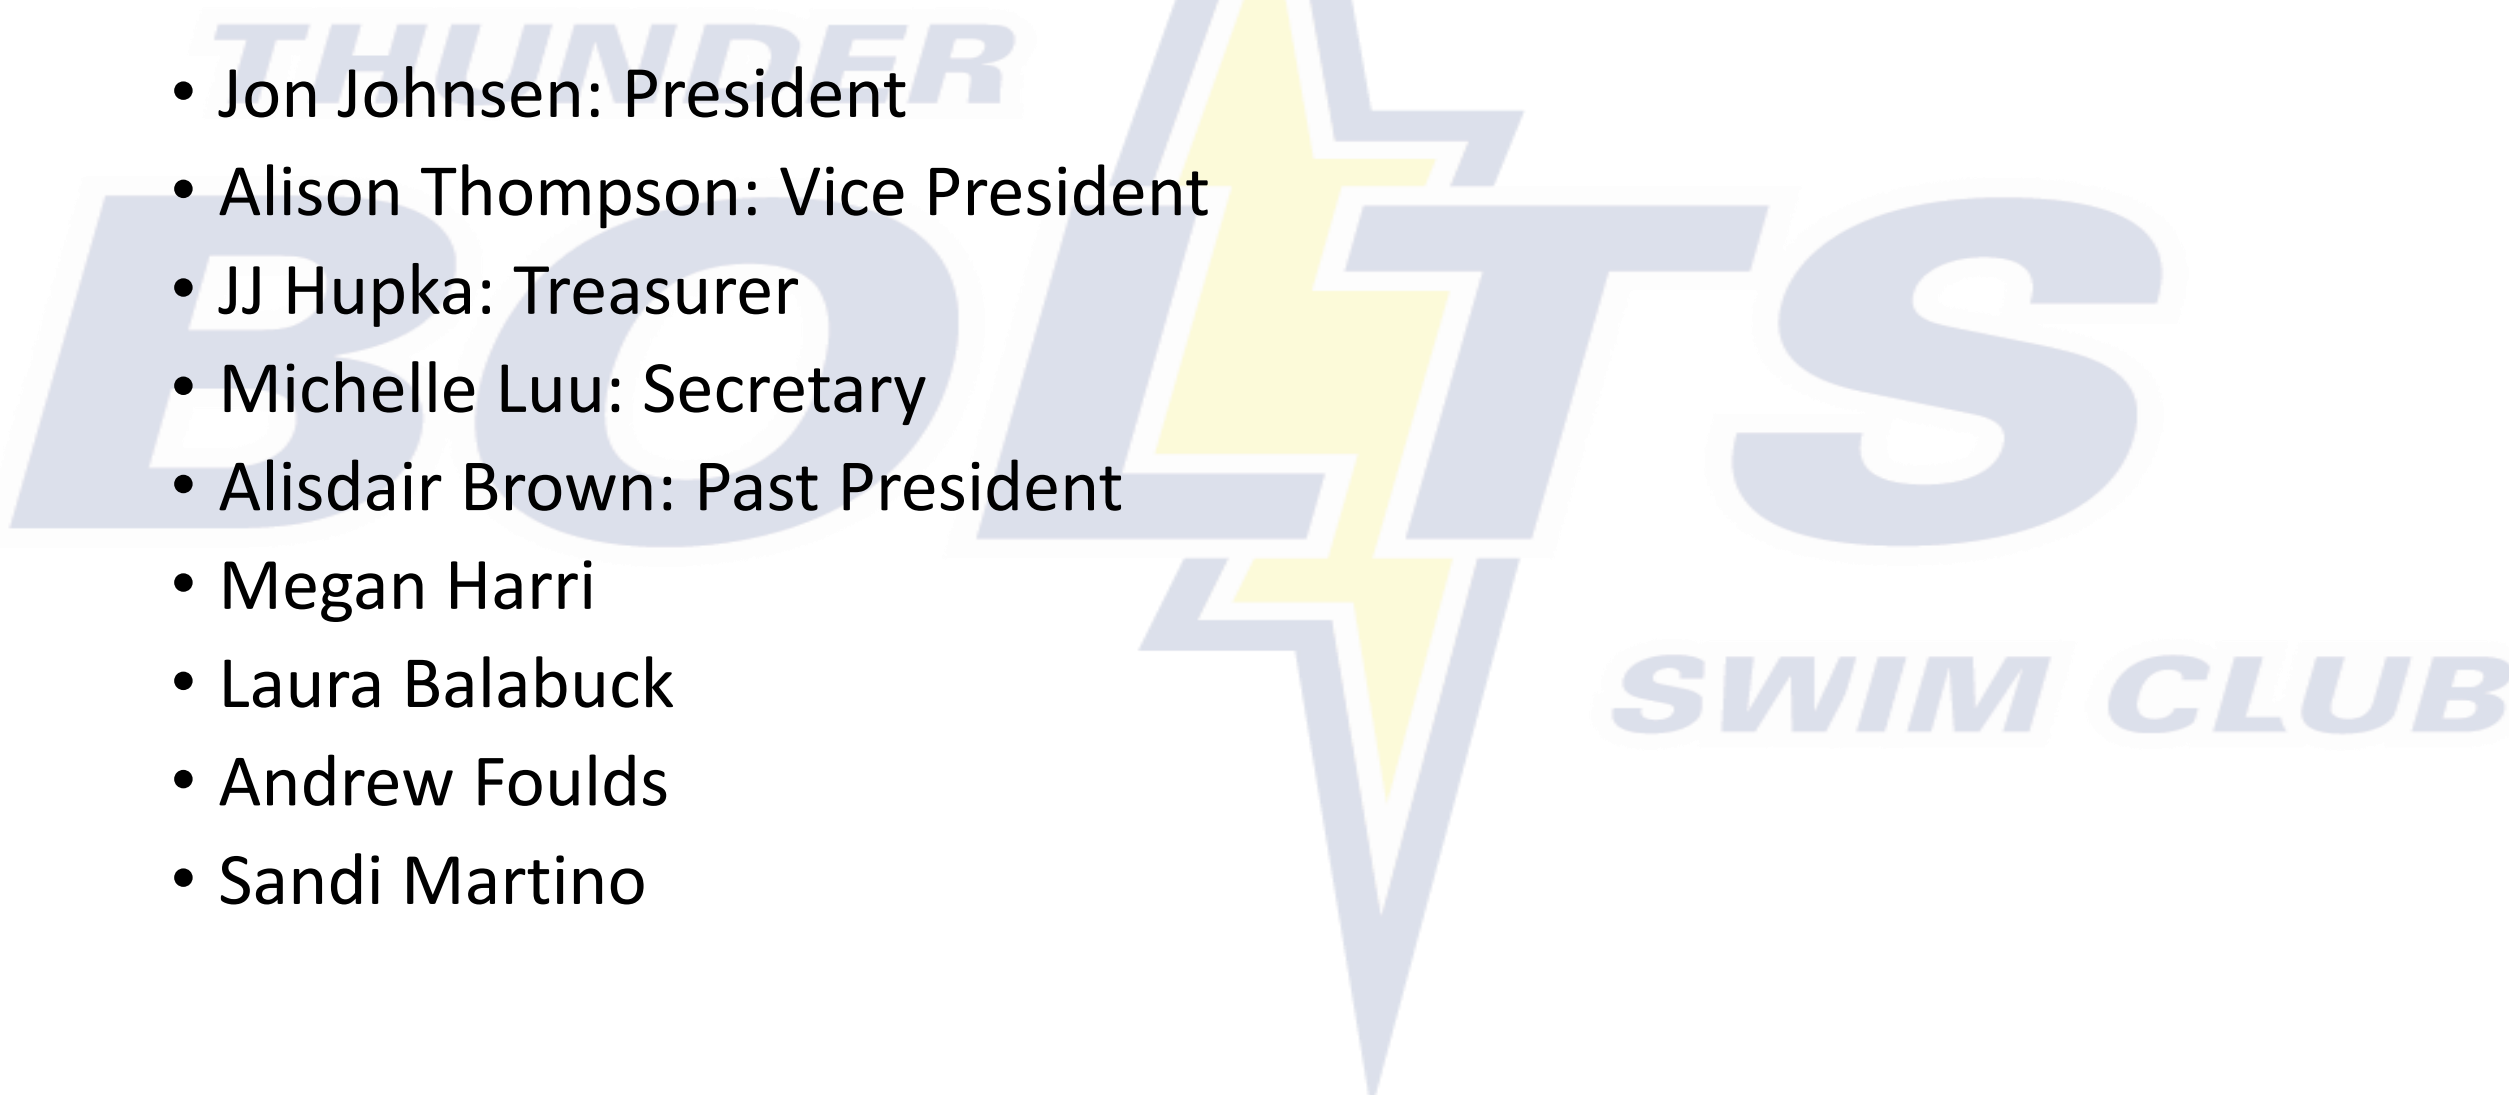 THUNDER
BOLTS
SWIM CLUB
• Jon Johnsen: President
• Alison Thompson: Vice President
• JJ Hupka: Treasurer
• Michelle Luu: Secretary
• Alisdair Brown: Past President
• Megan Harri
• Laura Balabuck
• Andrew Foulds
• Sandi Martino